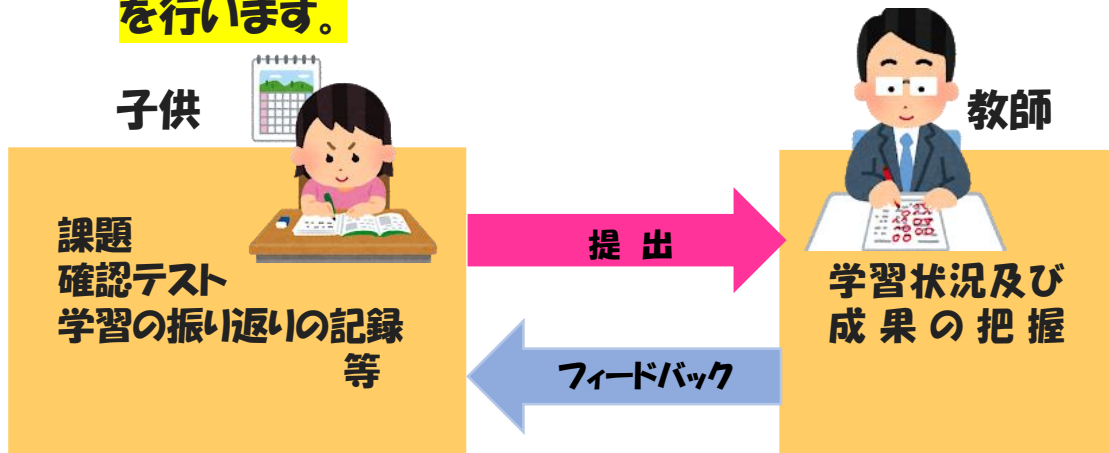 を行います。
子供
教師
課題
確認テスト
学習の振り返りの記録
等
提出
学習状況及び
成果の把握
フィードバック